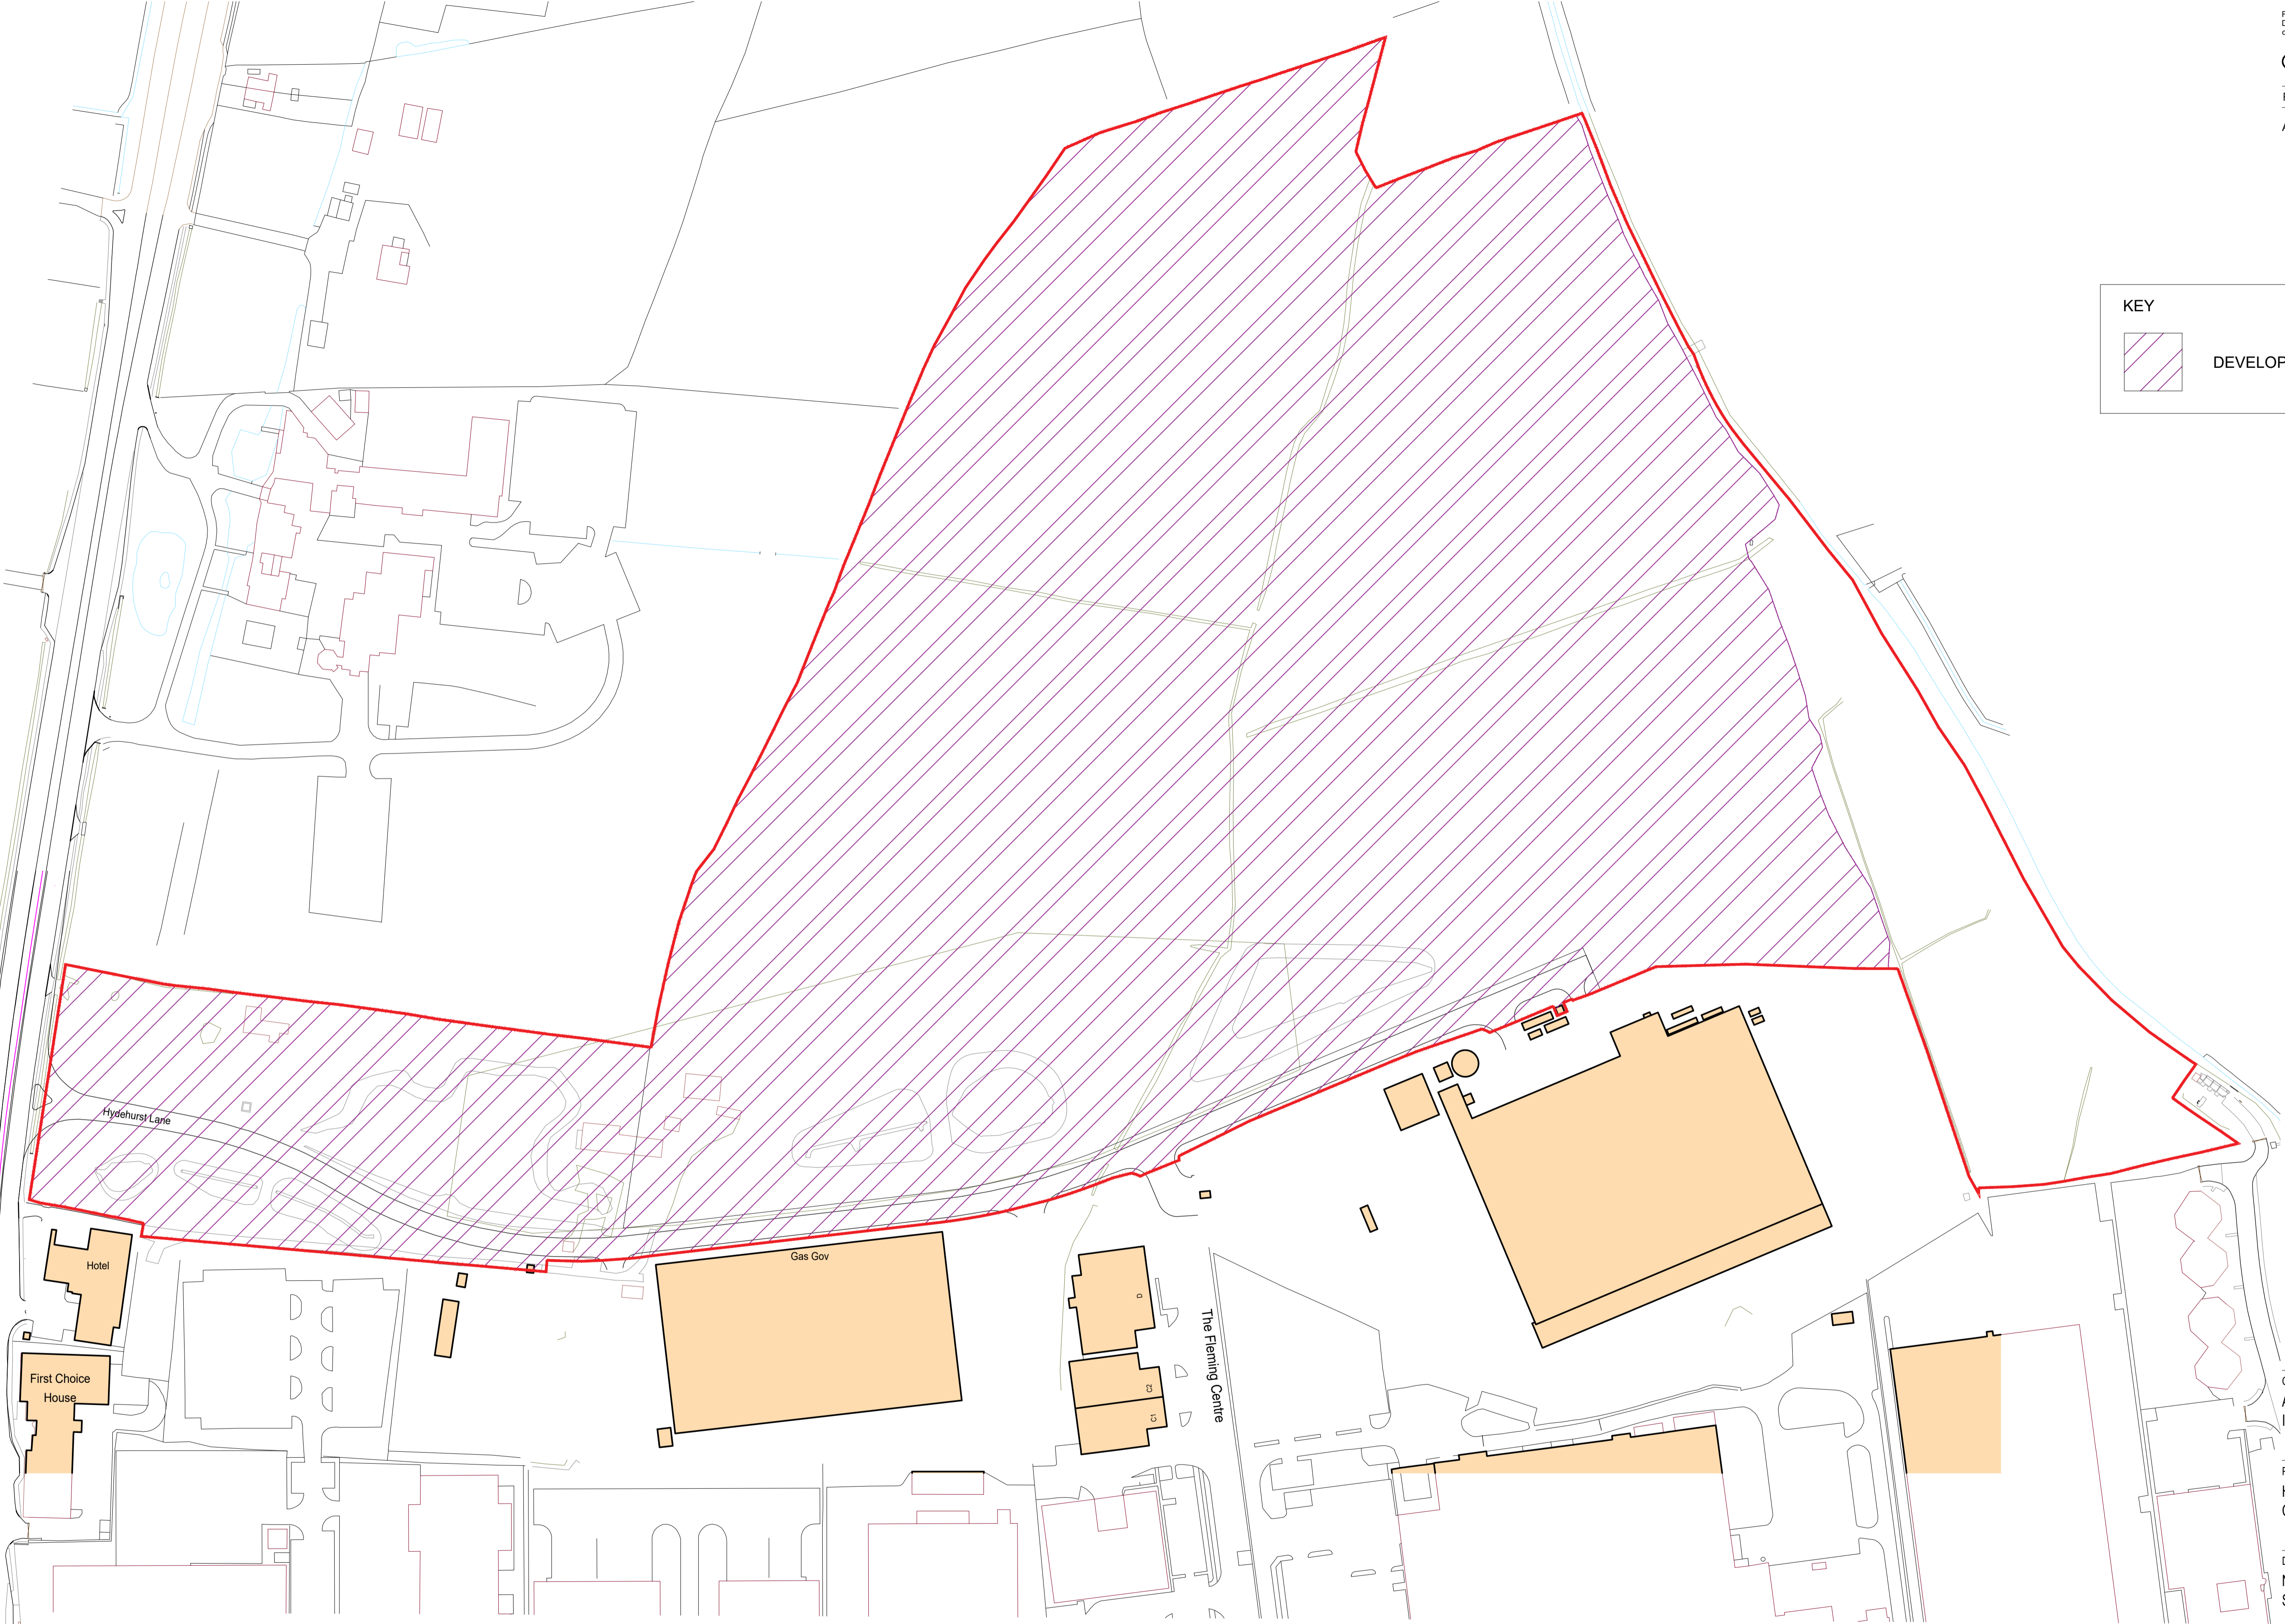 KEY
DEVELOP
Hydehurst Lane
Hotel
Gas Gov
D
The Fleming Centre
First Choice
House
C2
C1